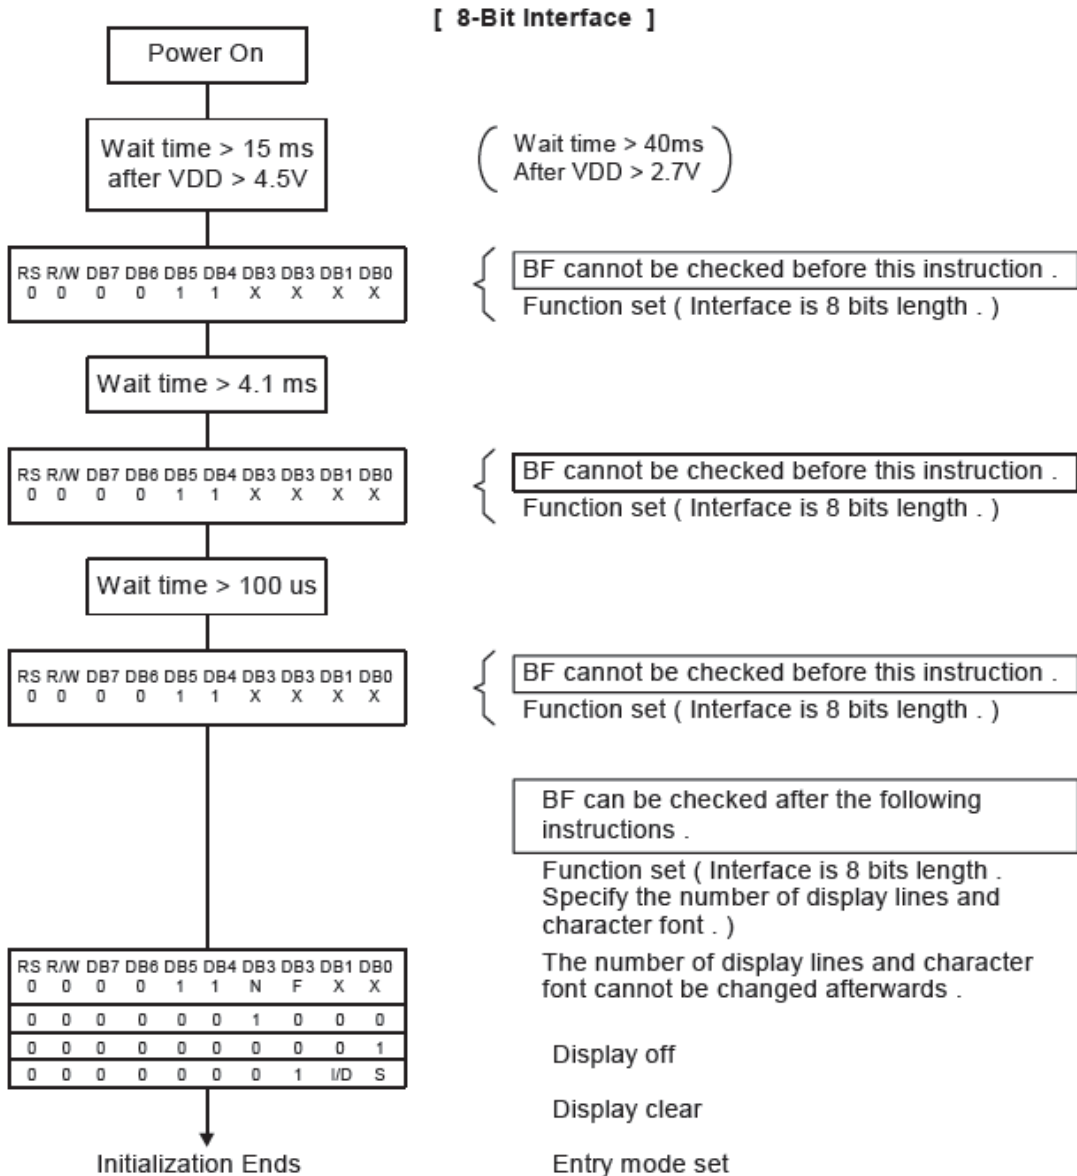 [ 8-Bit Interface ]
Power On
Wait time > 15 ms
after VDD > 4.5V
Wait time > 40ms
After VDD > 2.7V
RS R/W DB7 DB6 DB5 DB4 DB3 DB3 DB1 DB0
0 0 0 0 1 1 X X X X
BF cannot be checked before this instruction .
Function set ( Interface is 8 bits length . )
Wait time > 4.1 ms
RS R/W DB7 DB6 DB5 DB4 DB3 DB3 DB1 DB0
0 0 0 0 1 1 X X X X
BF cannot be checked before this instruction .
Function set ( Interface is 8 bits length . )
Wait time > 100 us
RS R/W DB7 DB6 DB5 DB4 DB3 DB3 DB1 DB0
0 0 0 0 1 1 X X X X
BF cannot be checked before this instruction .
Function set ( Interface is 8 bits length . )
BF can be checked after the following
instructions .
Function set ( Interface is 8 bits length .
Specify the number of display lines and
character font . )
RS R/W DB7 DB6 DB5 DB4 DB3 DB3 DB1 DB0
0 0 0 0 1 1 N F X X
0 0 0 0 0 0 1 0 0 0
0 0 0 0 0 0 0 0 0 1
0 0 0 0 0 0 0 1 I/D S
The number of display lines and character
font cannot be changed afterwards .
Display off
Display clear
Initialization Ends
Entry mode set